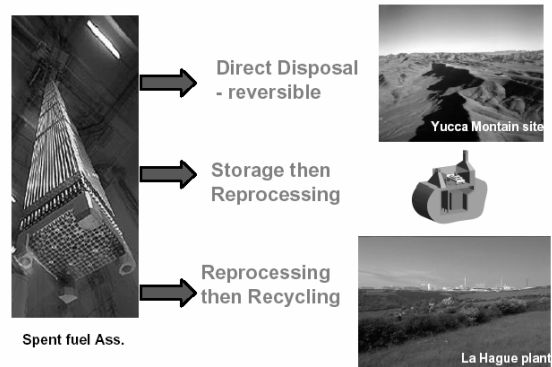 Direct Disposal
- reversible
Yucca Montain site
Storage then
Reprocessing
Reprocessing
then Recycling
Spent fuel Ass.
La Hague plant